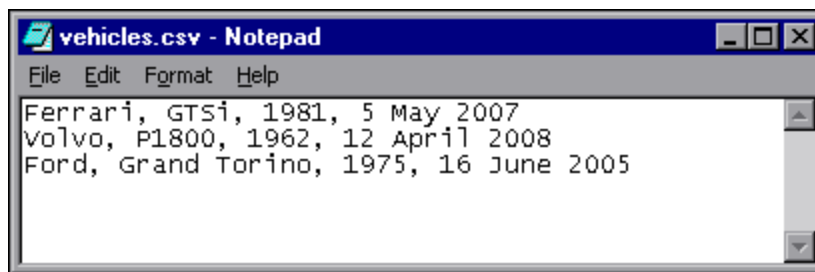 vehicles.csv - Notepad
File Edit Format Help
Ferrari, GTSi, 1981, 5 May 2007
Volvo, P1800, 1962, 12 April 2008
Ford, Grand Torino, 1975, 16 June 2005